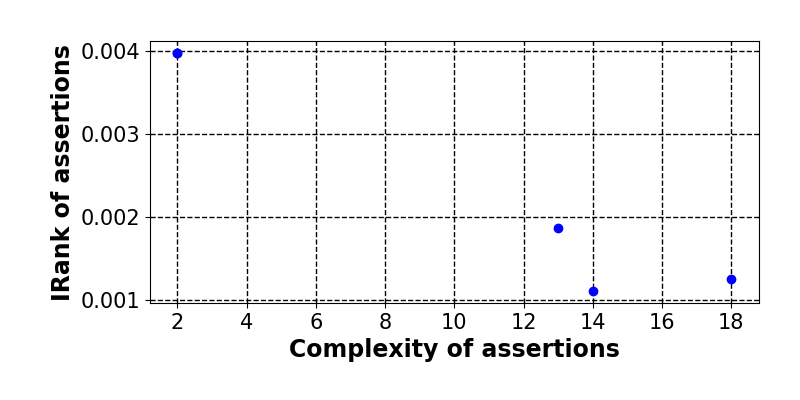 IRank of assertions
0.004
0.003
0.002
0.001
2 4 6 8 10 12 14 16 18
Complexity of assertions